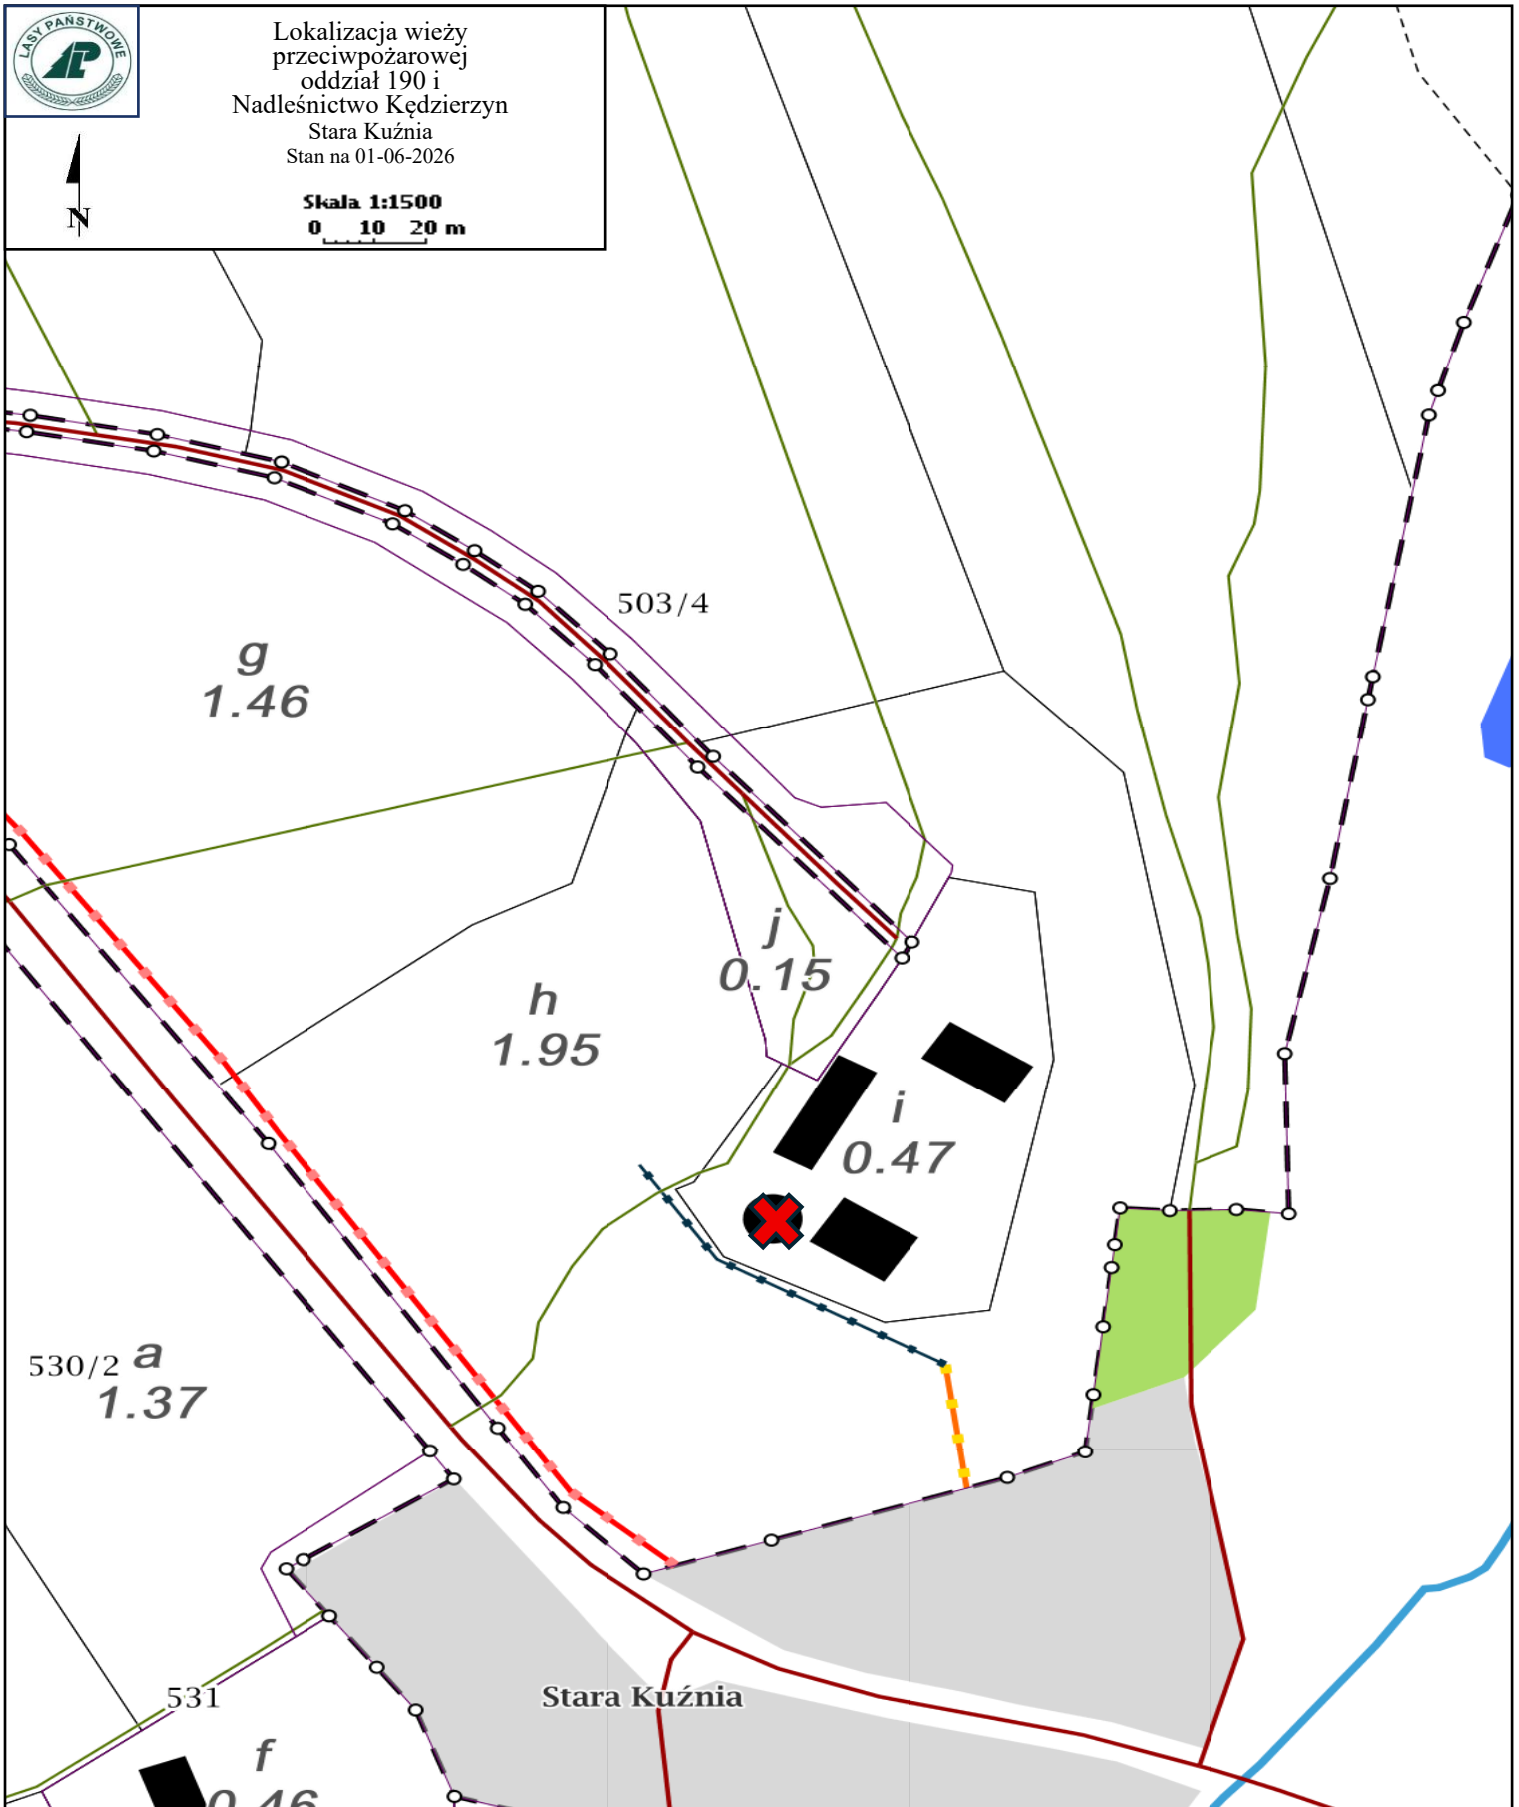 LASY PAŃSTWOWE
Lokalizacja wieży
przeciwpożarowej
oddział 190 i
Nadleśnictwo Kędzierzyn
Stara Kuźnia
Stan na 01-06-2026
N
Skala 1:1500
0 10 20 m
503/4
g
1.46
j
0.15
h
1.95
i
0.47
530/2 a
1.37
531
Stara Kuźnia
f
0.46